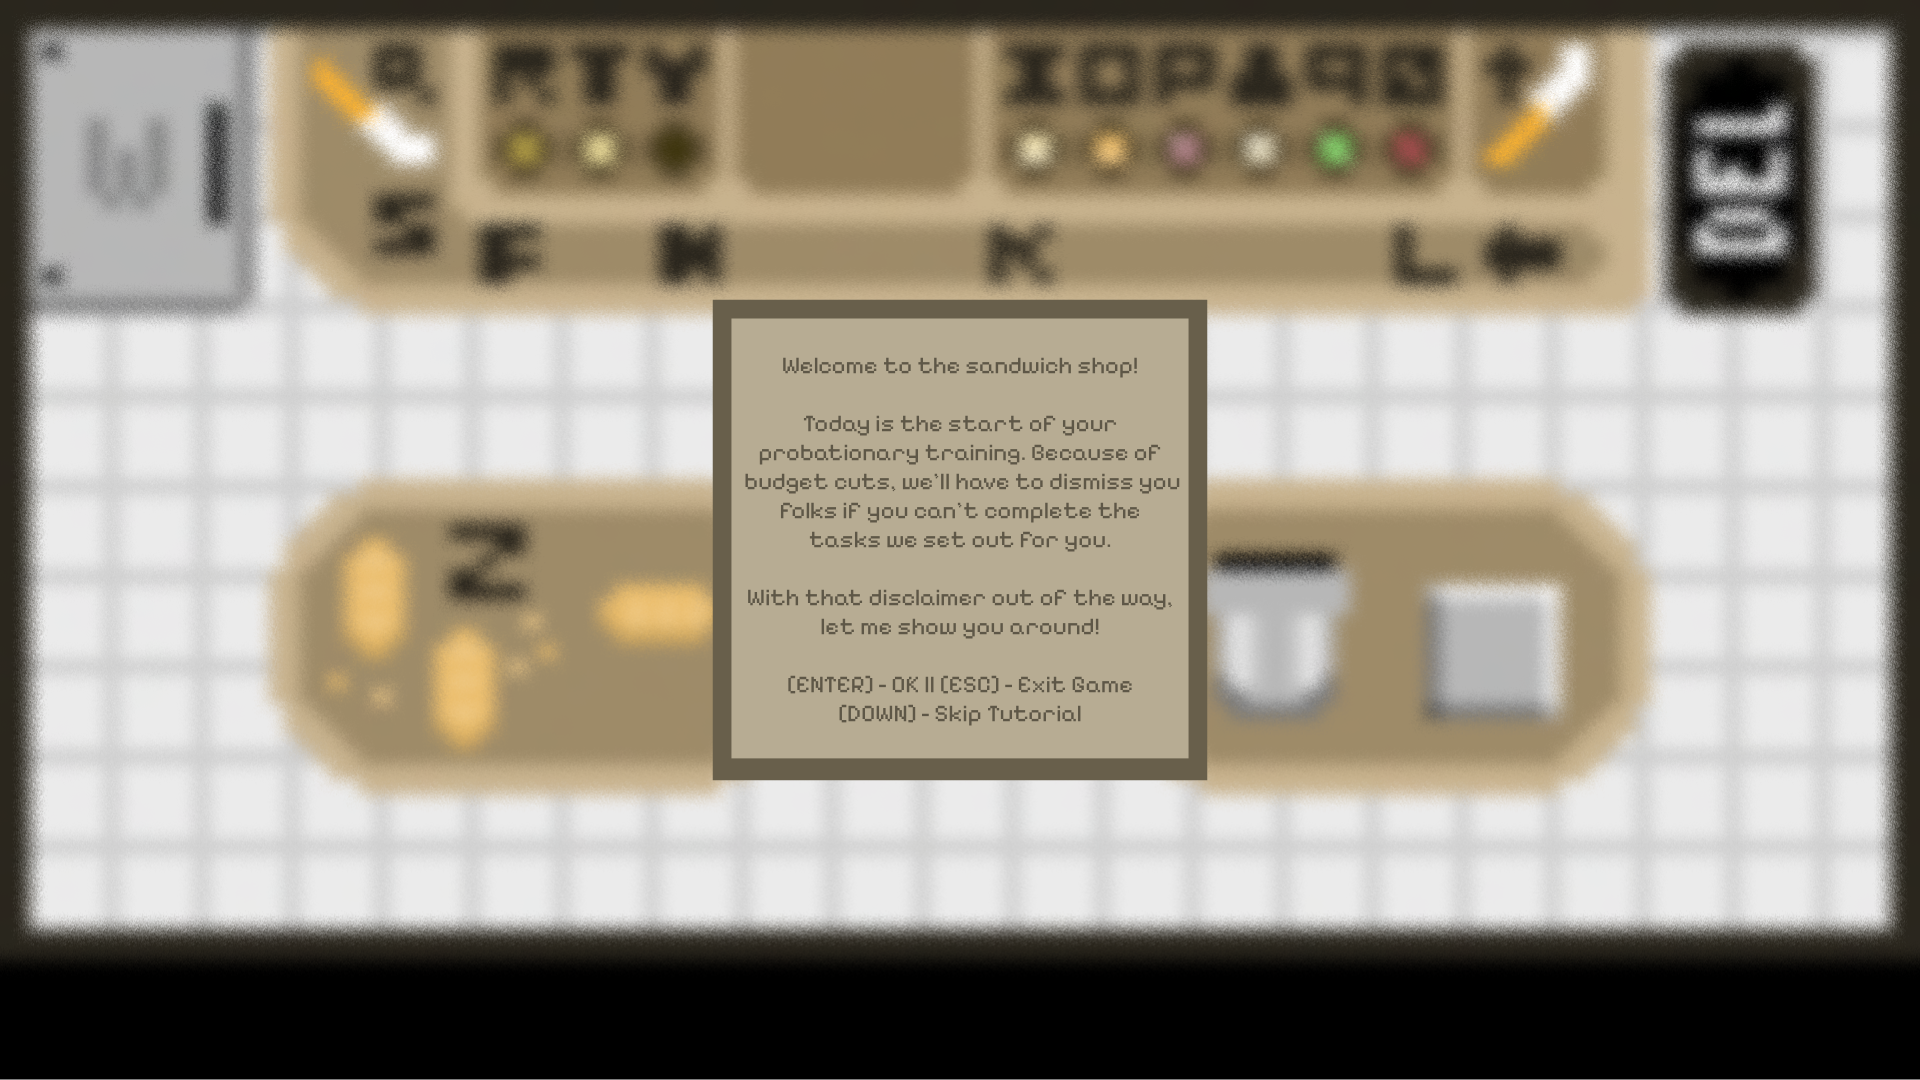 W
A
R T Y
I O P A Q 0
S
F
K
L
130
Welcome to the sandwich shop!
Today is the start of your
probationary training. Because of
budget cuts, we'll have to dismiss you
folks if you can't complete the
tasks we set out for you.
With that disclaimer out of the way,
let me show you around!
(ENTER) - OK || (ESC) - Exit Game
(DOWN) - Skip Tutorial